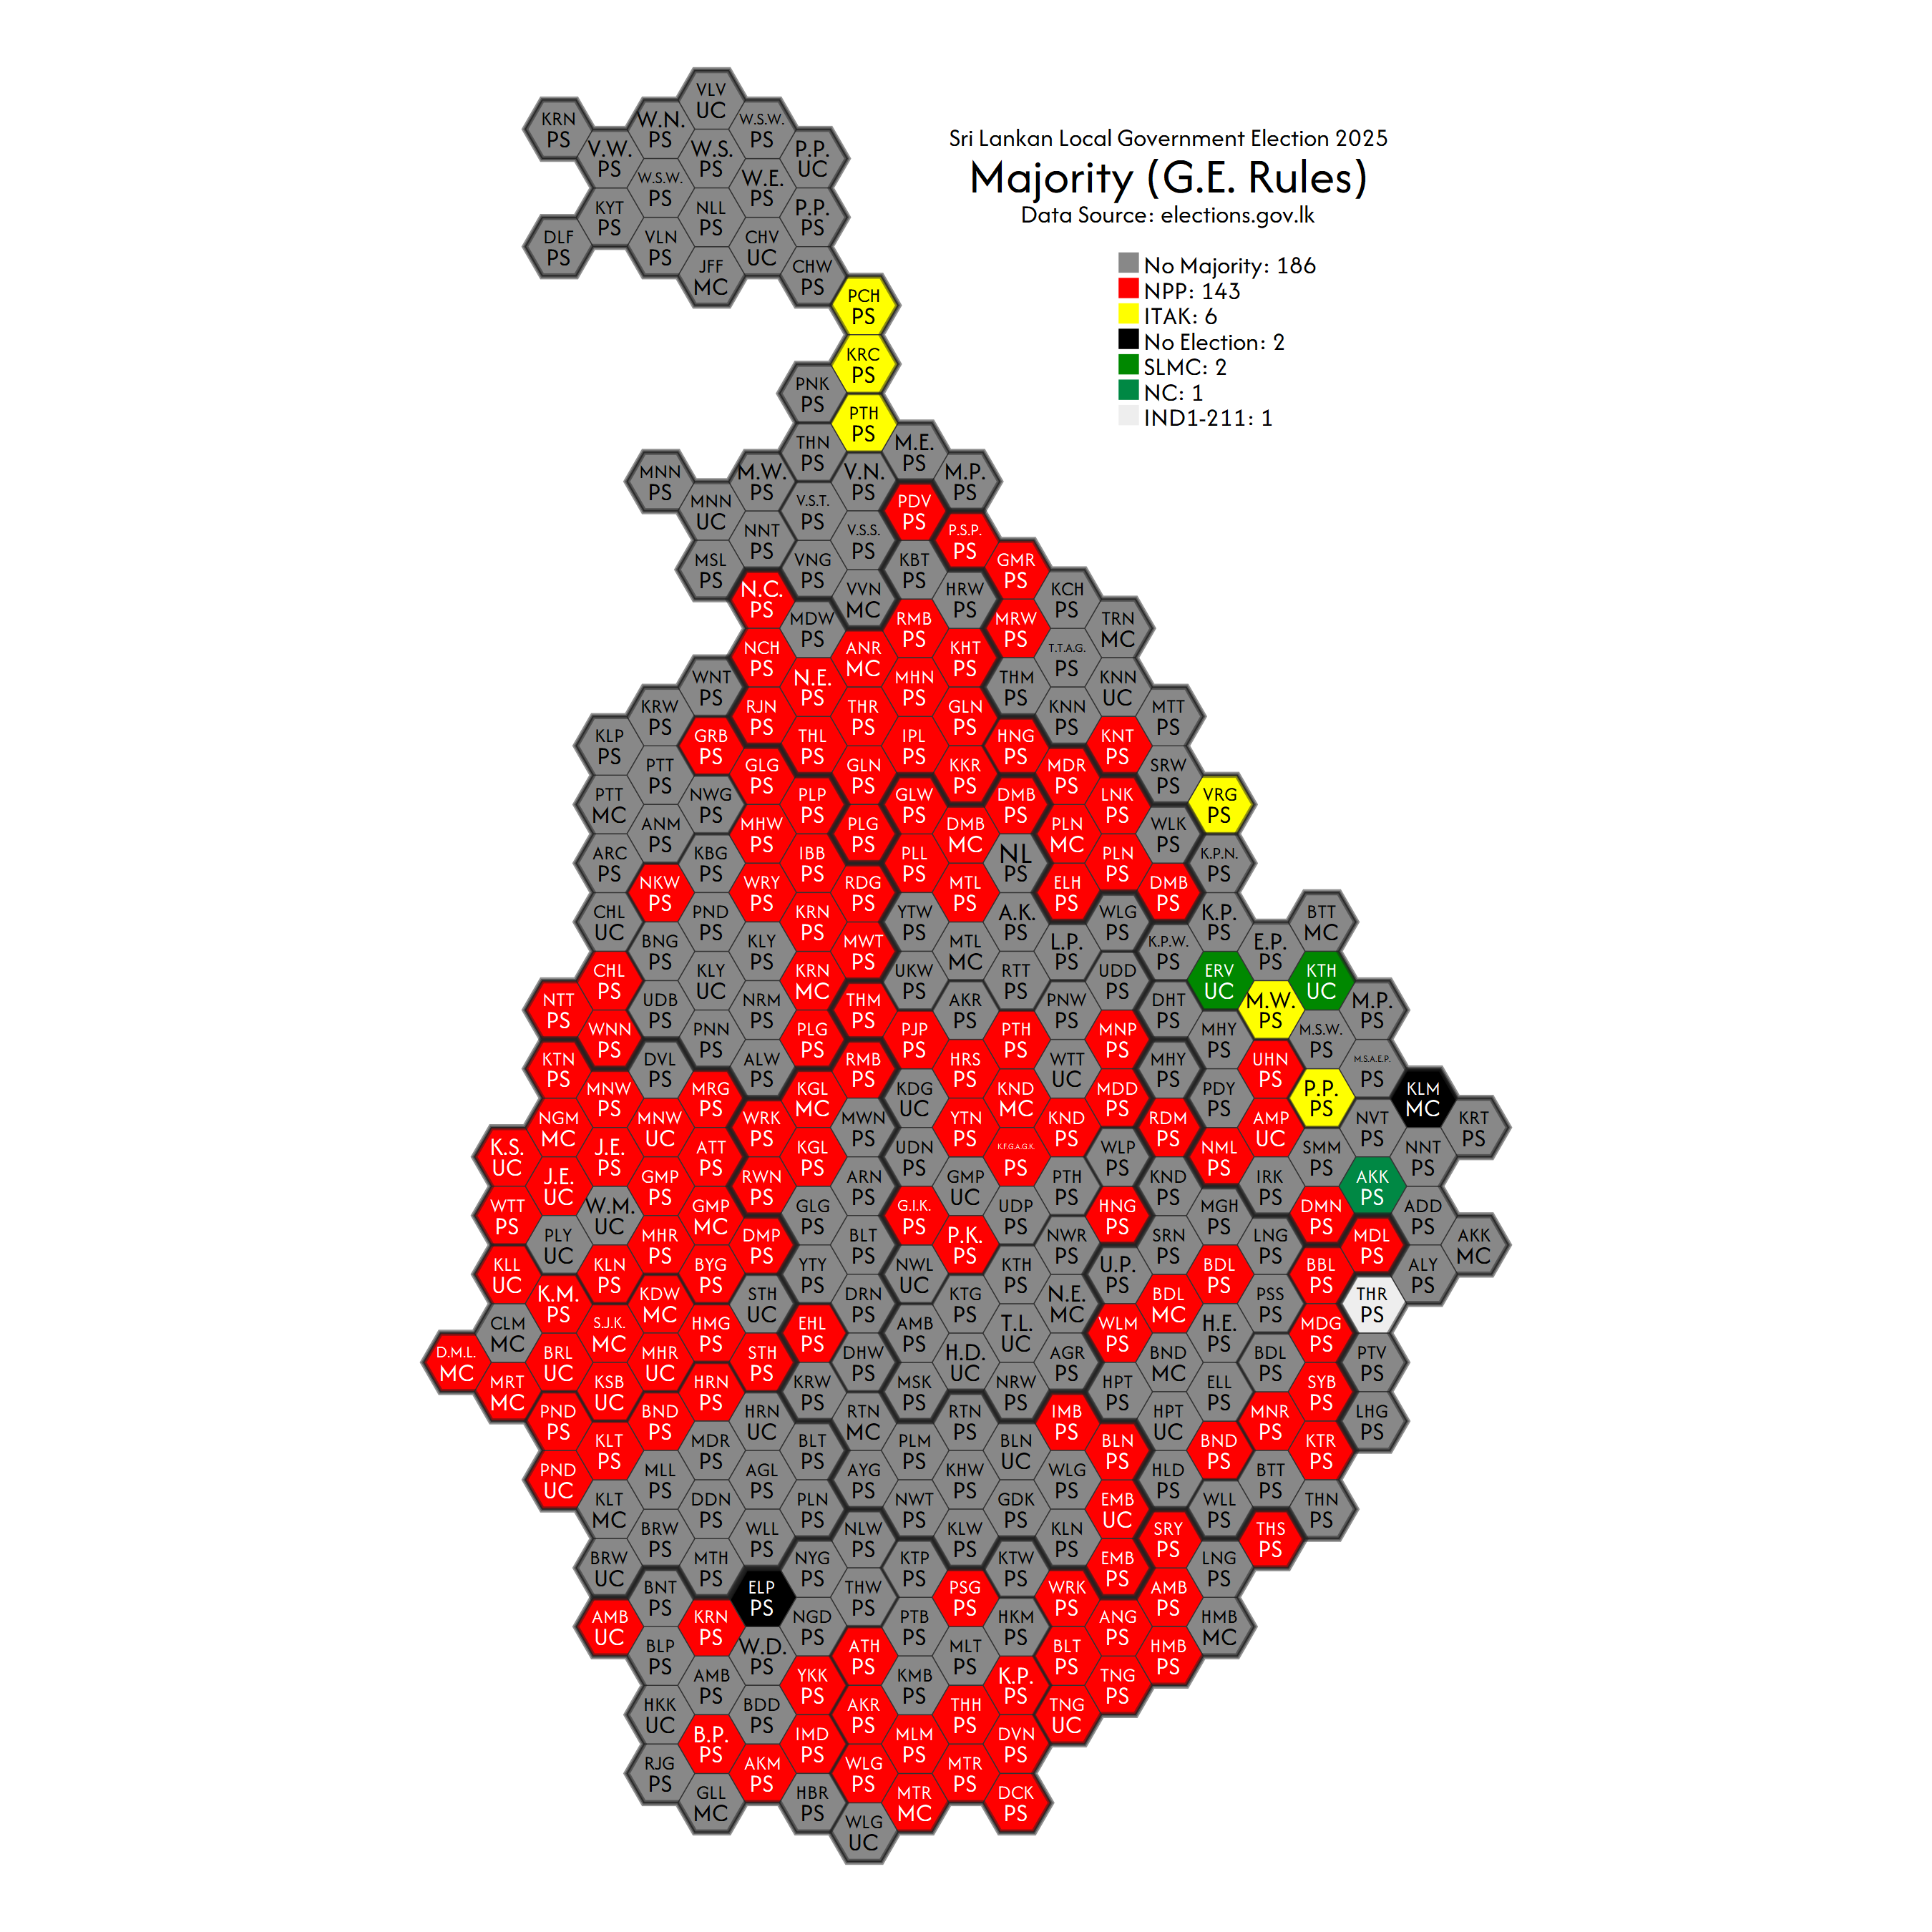 Sri Lankan Local Government Election 2025
Majority (G.E. Rules)
Data Source: elections.gov.lk
No Majority: 186
NPP: 143
ITAK: 6
No Election: 2
SLMC: 2
NC: 1
IND1-211: 1
VLV
UC
KRN W.N. W.S.W.
PS PS PS
V.W. W.S. P.P.
PS PS UC
W.S.W. W.E.
PS PS
KYT NLL P.P.
PS PS PS
DLF VLN CHV
PS PS UC
JFF CHW
MC PS
PCH
PS
KRC
PS
PNK
PS
PTH
PS
THN M.E.
PS PS
MNN M.W. V.N. M.P.
PS PS PS PS
MNN V.S.T. PDV
UC PS PS
NNT V.S.S. P.S.P.
PS PS PS
MSL VNG KBT GMR
PS PS PS PS
N.C. VVN HRW KCH
PS MC PS PS
MDW RMB MRW TRN
PS PS PS MC
NCH ANR KHT T.T.A.G.
PS MC PS PS
WNT N.E. MHN THM KNN
PS PS PS PS UC
KRW RJN THR GLN KNN MTT
PS PS PS PS PS PS
KLP GRB THL IPL HNG KNT
PS PS PS PS PS PS
PTT GLG GLN KKR MDR SRW
PS PS PS PS PS PS
PTT NWG PLP GLW DMB LNK VRG
MC PS PS PS PS PS PS
ANM MHW PLG DMB PLN WLK
PS PS PS MC MC PS
ARC KBG IBB PLL NL PLN K.P.N.
PS PS PS PS PS PS PS
NKW WRY RDG MTL ELH DMB
PS PS PS PS PS PS
CHL PND KRN YTW A.K. WLG K.P. BTT
UC PS PS PS PS PS PS MC
BNG KLY MWT MTL L.P. K.P.W. E.P.
PS PS PS MC PS PS PS
CHL KLY KRN UKW RTT UDD ERV KTH
PS UC MC PS PS PS UC UC
NTT UDB NRM THM AKR PNW DHT M.W. M.P.
PS PS PS PS PS PS PS PS PS
WNN PNN PLG PJP PTH MNP MHY M.S.W.
PS PS PS PS PS PS PS PS
KTN DVL ALW RMB HRS WTT MHY UHN M.S.A.E.P.
PS PS PS PS PS UC PS PS PS
MNW MRG KGL KDG KND MDD PDY P.P. KLM
PS PS MC UC MC PS PS PS MC
NGM MNW WRK MWN YTN KND RDM AMP NVT KRT
MC UC PS PS PS PS PS UC PS PS
K.S. J.E. ATT KGL UDN K.F.G.A.G.K. WLP NML SMM NNT
UC PS PS PS PS PS PS PS PS PS
J.E. GMP RWN ARN GMP PTH KND IRK AKK
UC PS PS PS UC PS PS PS PS
WTT W.M. GMP GLG G.I.K. UDP HNG MGH DMN ADD
PS UC MC PS PS PS PS PS PS PS
PLY MHR DMP BLT P.K. NWR SRN LNG MDL AKK
UC PS PS PS PS PS PS PS PS MC
KLL KLN BYG YTY NWL KTH U.P. BDL BBL ALY
UC PS PS PS UC PS PS PS PS PS
K.M. KDW STH DRN KTG N.E. BDL PSS THR
PS MC UC PS PS MC MC PS PS
CLM S.J.K. HMG EHL AMB T.L. WLM H.E. MDG
MC MC PS PS PS UC PS PS PS
D.M.L. BRL MHR STH DHW H.D. AGR BND BDL PTV
MC UC UC PS PS UC PS MC PS PS
MRT KSB HRN KRW MSK NRW HPT ELL SYB
MC UC PS PS PS PS PS PS PS
PND BND HRN RTN RTN IMB HPT MNR LHG
PS PS UC MC PS PS UC PS PS
KLT MDR BLT PLM BLN BLN BND KTR
PS PS PS PS UC PS PS PS
PND MLL AGL AYG KHW WLG HLD BTT
UC PS PS PS PS PS PS PS
KLT DDN PLN NWT GDK EMB WLL THN
MC PS PS PS PS UC PS PS
BRW WLL NLW KLW KLN SRY THS
PS PS PS PS PS PS PS
BRW MTH NYG KTP KTW EMB LNG
UC PS PS PS PS PS PS
BNT ELP THW PSG WRK AMB
PS PS PS PS PS PS
AMB KRN NGD PTB HKM ANG HMB
UC PS PS PS PS PS MC
BLP W.D. ATH MLT BLT HMB
PS PS PS PS PS PS
AMB YKK KMB K.P. TNG
PS PS PS PS PS
HKK BDD AKR THH TNG
UC PS PS PS UC
B.P. IMD MLM DVN
PS PS PS PS
RJG AKM WLG MTR
PS PS PS PS
GLL HBR MTR DCK
MC PS MC PS
WLG
UC